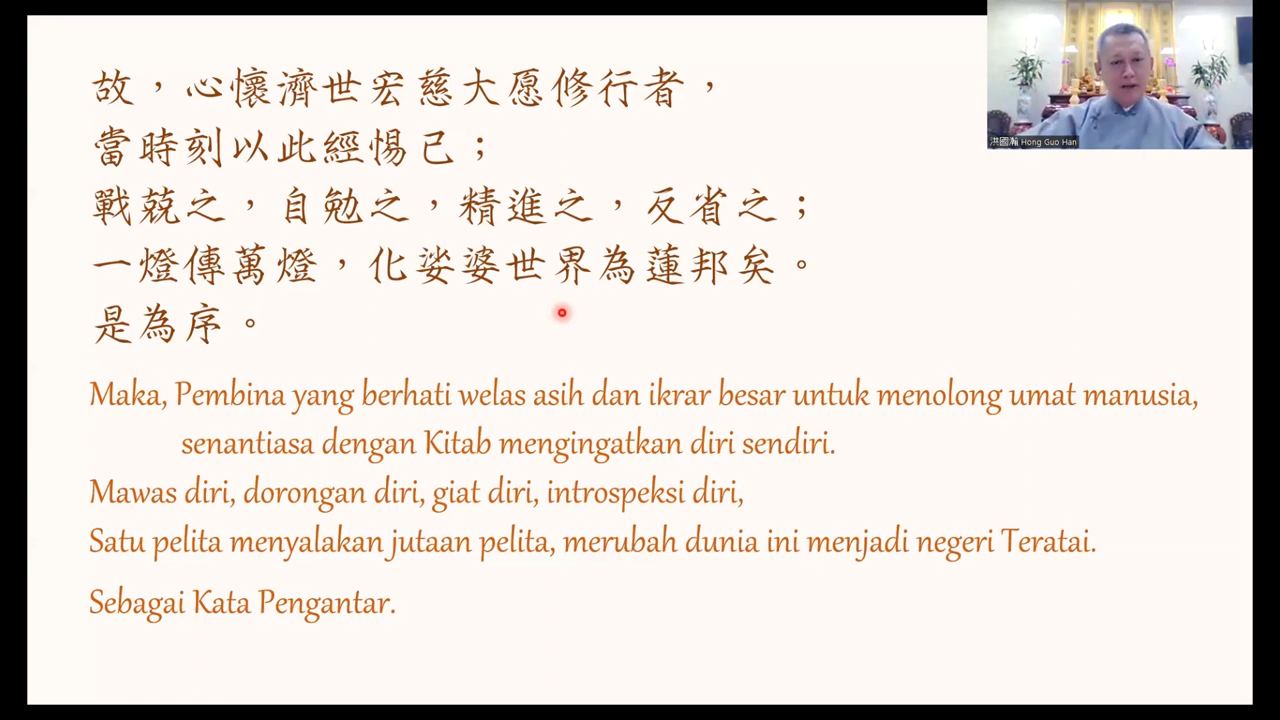 故，心懷濟世宏慈大愿修行者，
當時刻以此經惕己；
戰兢之，自勉之，精進之，反省之；
一燈傳萬燈，化娑婆世界為蓮邦矣。
是為序。
Maka, Pembina yang berhati welas asih dan ikrar besar untuk menolong umat manusia,
senantiasa dengan Kitab mengingatkan diri sendiri.
Mawas diri, dorongan diri, giat diri, introspeksi diri,
Satu pelita menyalakan jutaan pelita, merubah dunia ini menjadi negeri Teratai.
Sebagai Kata Pengantar.
洪國瀚 Hong Guo Han